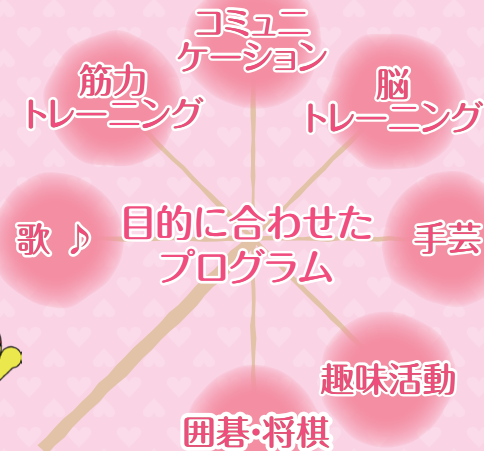 コミュニ
ケーション
筋力
トレーニング
脳
トレーニング
歌 ♪
目的に合わせた
プログラム
手芸
趣味活動
囲碁・将棋